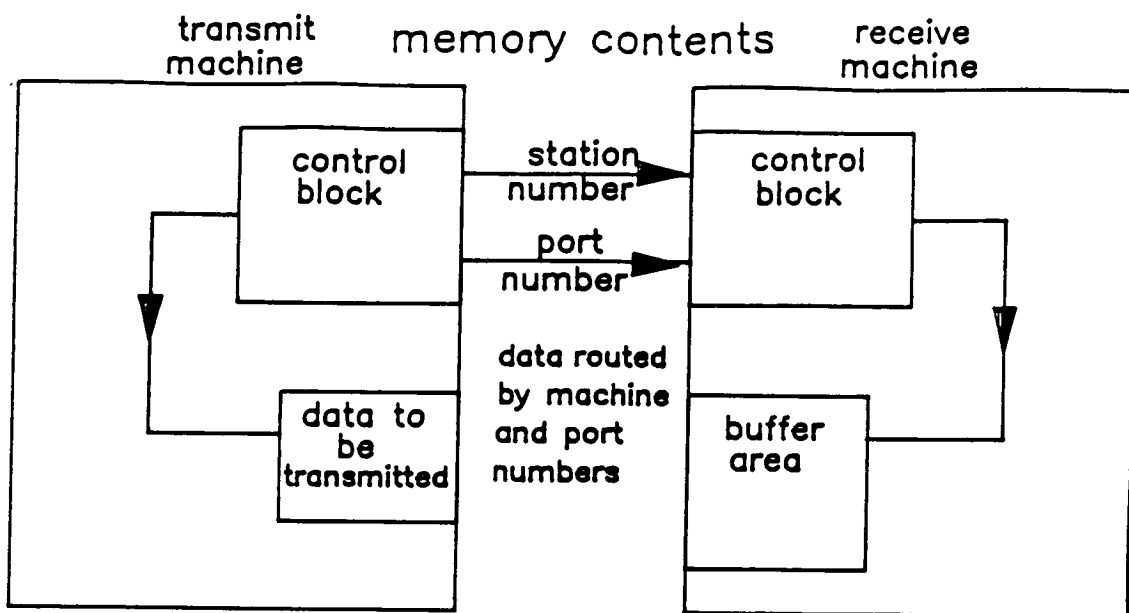 transmit
machine
memory contents
receive
machine
control
block
station
number
port
number
control
block
data to
be
transmitted
data routed
by machine
and port
numbers
buffer
area